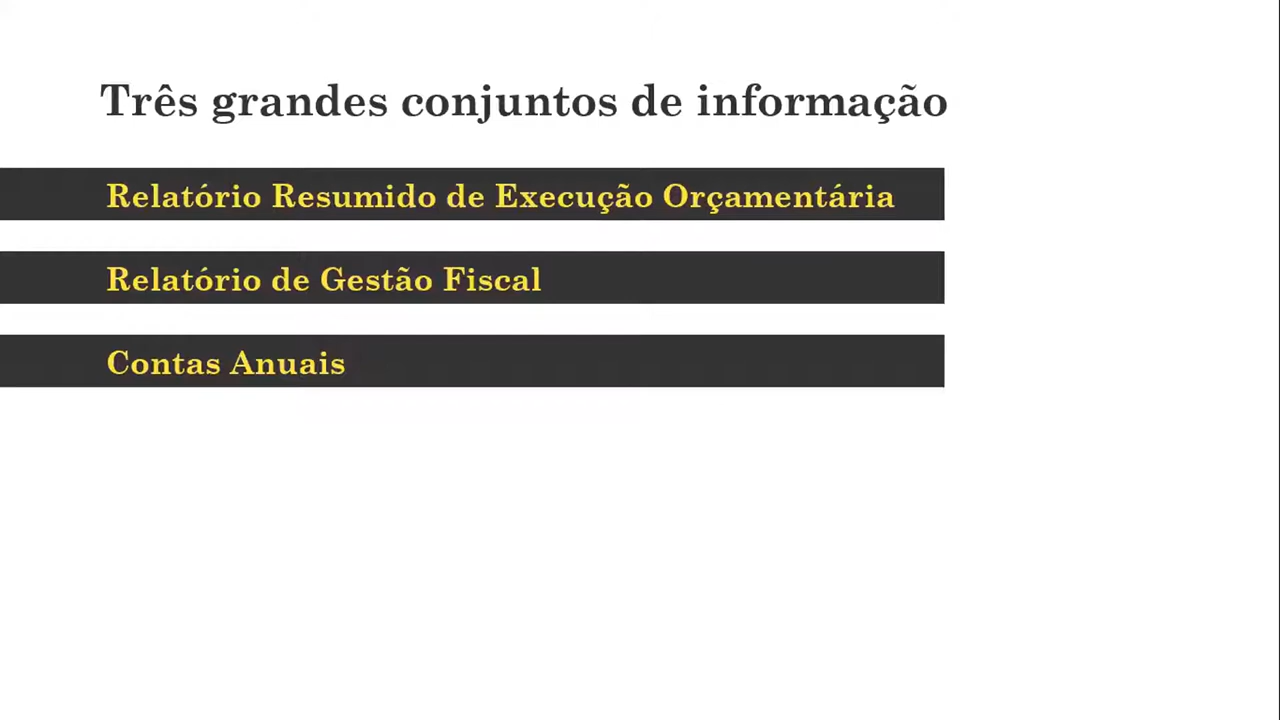 Três grandes conjuntos de informação
Relatório Resumido de Execução Orçamentária
Relatório de Gestão Fiscal
Contas Anuais